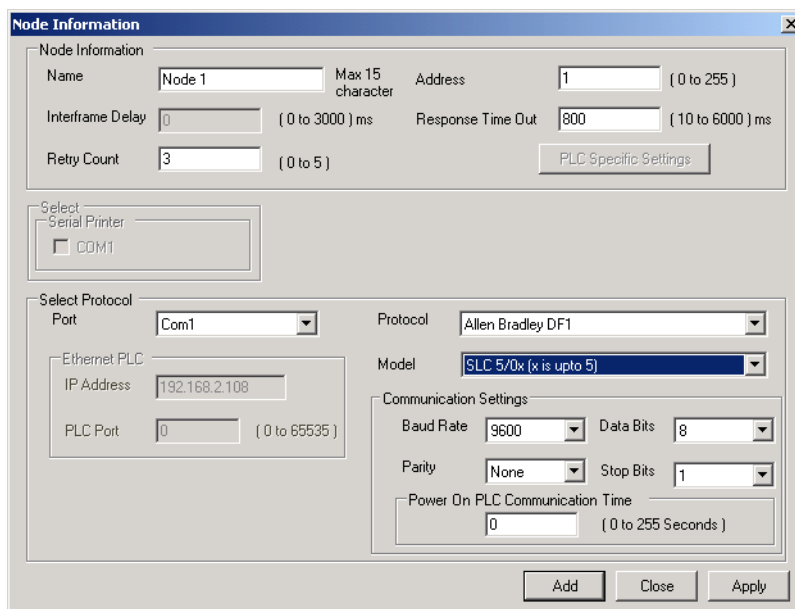 Node Information
Node Information
Name Node 1 Max 15 character Address 1 ( 0 to 255 )
Interframe Delay 0 ( 0 to 3000 ) ms Response Time Out 800 ( 10 to 6000 ) ms
Retry Count 3 ( 0 to 5 ) PLC Specific Settings
Select
Serial Printer
COM1
Select Protocol
Port Com1 Protocol Allen Bradley DF1
Ethernet PLC
Model SLC 5/0x (x is upto 5)
IP Address 192.168.2.108
PLC Port 0 ( 0 to 65535 )
Communication Settings
Baud Rate 9600 Data Bits 8
Parity None Stop Bits 1
Power On PLC Communication Time
0 ( 0 to 255 Seconds )
Add Close Apply